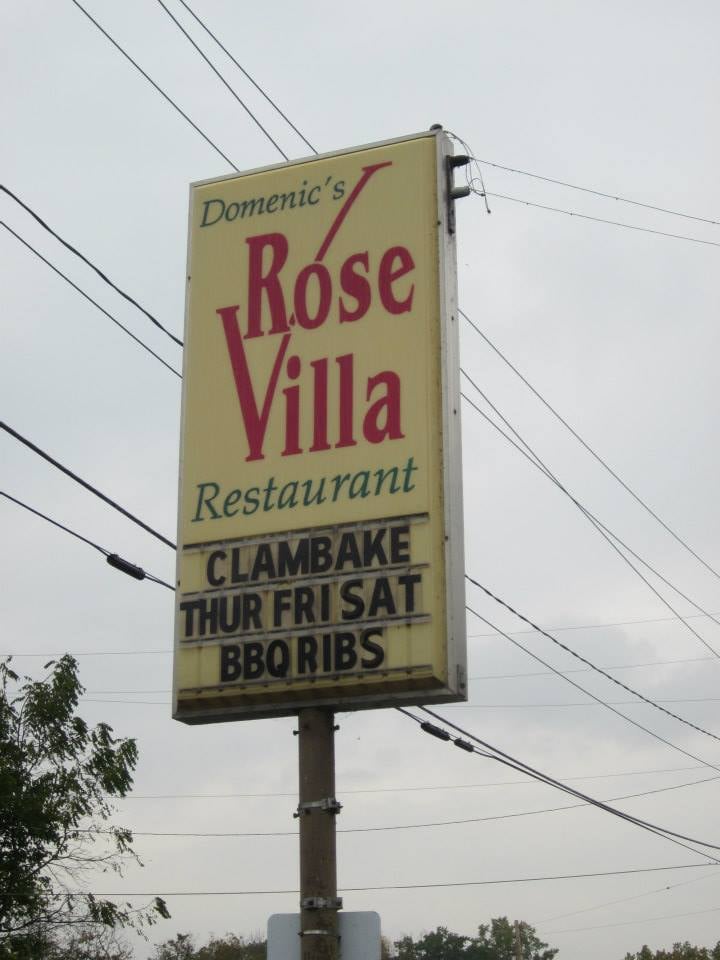 Domenic's
Rose
Villa
Restaurant
CLAMBAKE
THUR FRI SAT
BBQ RIBS